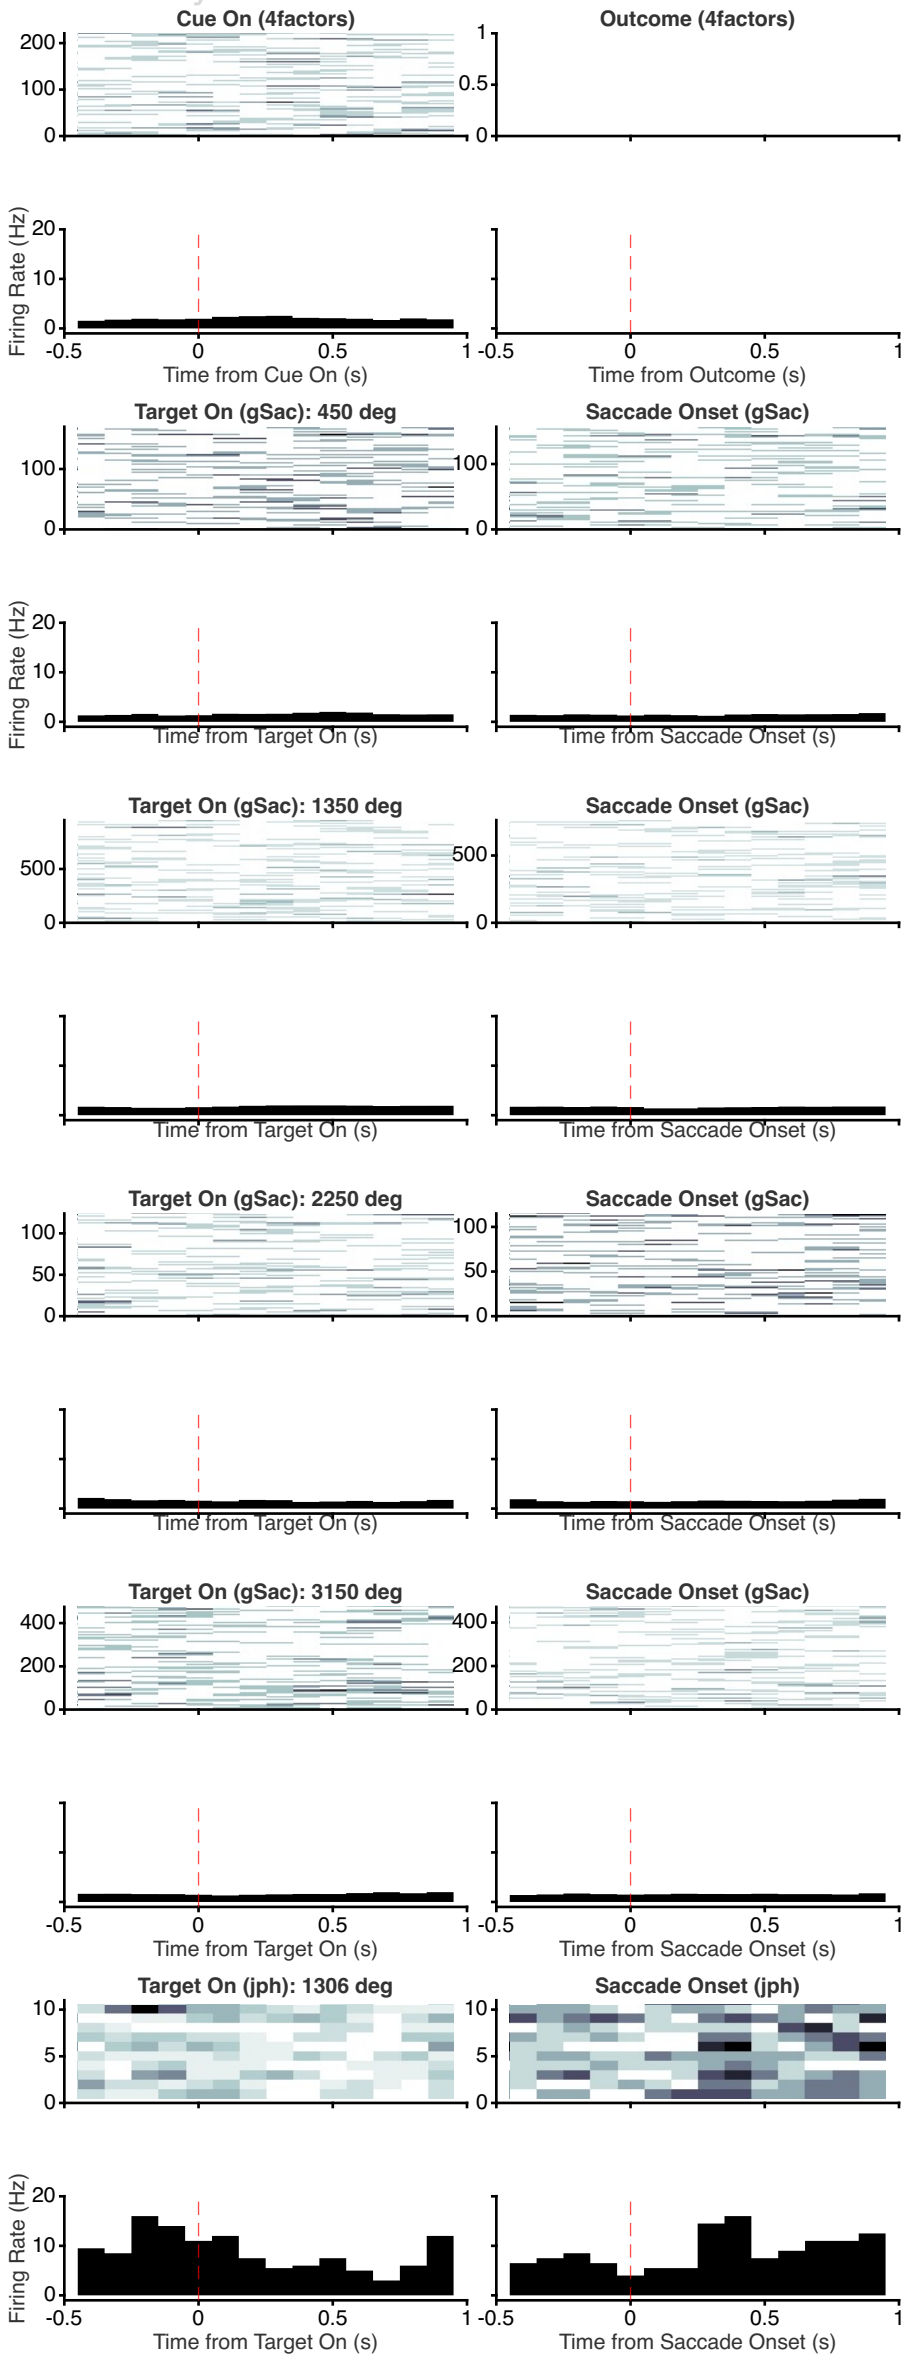 Cue On (4factors) Outcome (4factors)
200 1
100 0.5
0 0
Firing Rate (Hz)
20
10
0
-0.5 0 0.5 1 -0.5 0 0.5 1
Time from Cue On (s) Time from Outcome (s)
Target On (gSac): 450 deg Saccade Onset (gSac)
100 100
0 0
Firing Rate (Hz)
20
10
0
Time from Target On (s) Time from Saccade Onset (s)
Target On (gSac): 1350 deg Saccade Onset (gSac)
500 500
0 0
Time from Target On (s) Time from Saccade Onset (s)
Target On (gSac): 2250 deg Saccade Onset (gSac)
100 100
50 50
0 0
Time from Target On (s) Time from Saccade Onset (s)
Target On (gSac): 3150 deg Saccade Onset (gSac)
400 400
200 200
0 0
-0.5 0 0.5 1 -0.5 0 0.5 1
Time from Target On (s) Time from Saccade Onset (s)
Target On (jph): 1306 deg Saccade Onset (jph)
10 10
5 5
0 0
Firing Rate (Hz)
20
10
0
-0.5 0 0.5 1 -0.5 0 0.5 1
Time from Target On (s) Time from Saccade Onset (s)